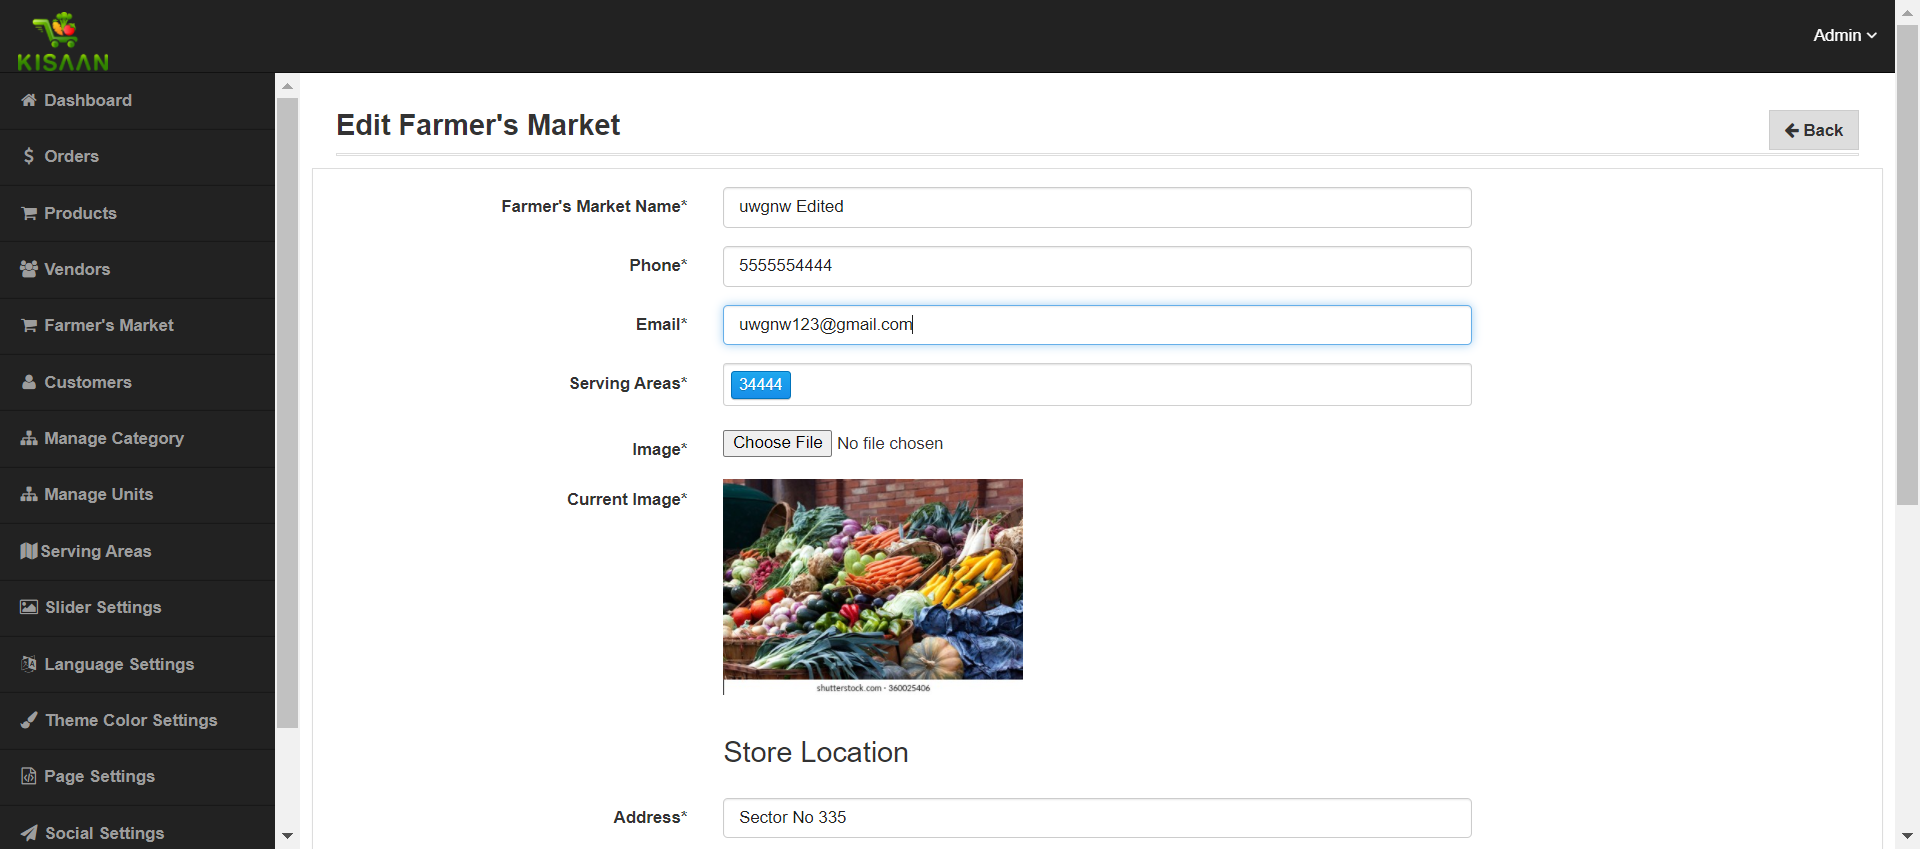 KISAAN
Admin
Dashboard
Orders
Products
Vendors
Farmer's Market
Customers
Manage Category
Manage Units
Serving Areas
Slider Settings
Language Settings
Theme Color Settings
Page Settings
Social Settings
Edit Farmer's Market
Back
Farmer's Market Name*
uwgnw Edited
Phone*
5555554444
Email*
uwgnw123@gmail.com
Serving Areas*
34444
Image*
Choose File No file chosen
Current Image*
shutterstock.com - 360025406
Store Location
Address*
Sector No 335